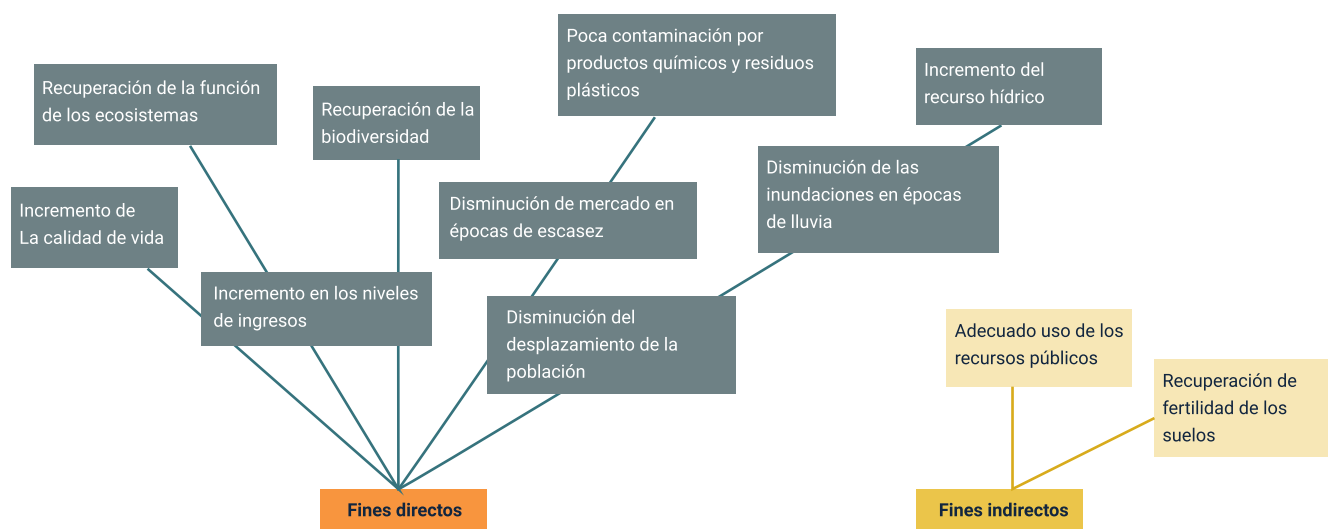 Poca contaminación por
productos químicos y residuos
plásticos
Recuperación de la función
de los ecosistemas
Recuperación de la
biodiversidad
Incremento del
recurso hídrico
Disminución de las
inundaciones en épocas
de lluvia
Incremento de
La calidad de vida
Disminución de mercado en
épocas de escasez
Incremento en los niveles
de ingresos
Disminución del
desplazamiento de la
población
Adecuado uso de los
recursos públicos
Recuperación de
fertilidad de los
suelos
Fines directos
Fines indirectos